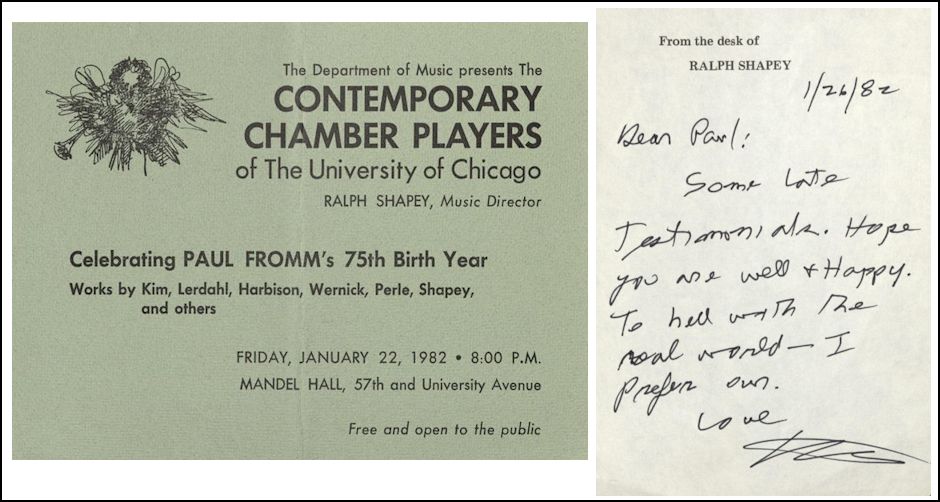 The Department of Music presents The
CONTEMPORARY
CHAMBER PLAYERS
of The University of Chicago
RALPH SHAPEY, Music Director
Celebrating PAUL FROMM's 75th Birth Year
Works by Kim, Lerdahl, Harbison, Wernick, Perle, Shapey,
and others
FRIDAY, JANUARY 22, 1982 • 8:00 P.M.
MANDEL HALL, 57th and University Avenue
Free and open to the public
From the desk of
RALPH SHAPEY
1/26/82
Dear Paul:
Some late
Testimonials. Hope
you are well + Happy.
To hell with the
real world— I
prefer our.
Love